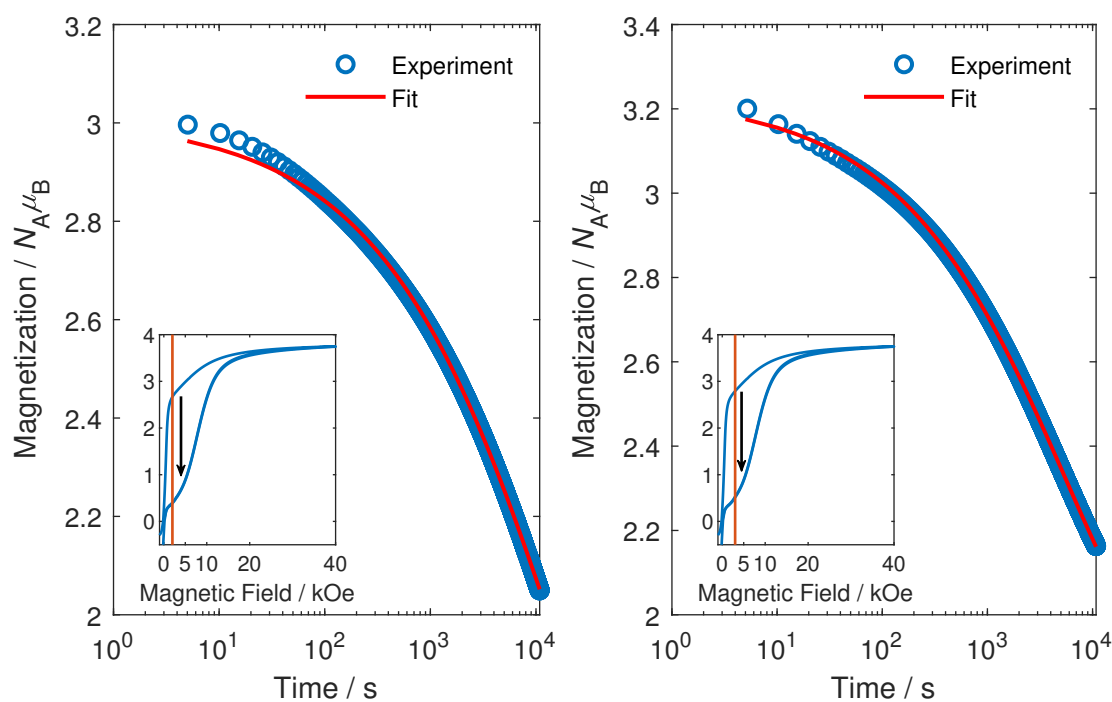 3.2
3
2.8
2.6
2.4
2.2
2
Magnetization / N_Aμ_B
Experiment
Fit
4
3
2
1
0
0 5 10 20 40
Magnetic Field / kOe
10^0 10^1 10^2 10^3 10^4
Time / s
3.4
3.2
3
2.8
2.6
2.4
2.2
2
Magnetization / N_Aμ_B
Experiment
Fit
4
3
2
1
0
0 5 10 20 40
Magnetic Field / kOe
10^0 10^1 10^2 10^3 10^4
Time / s